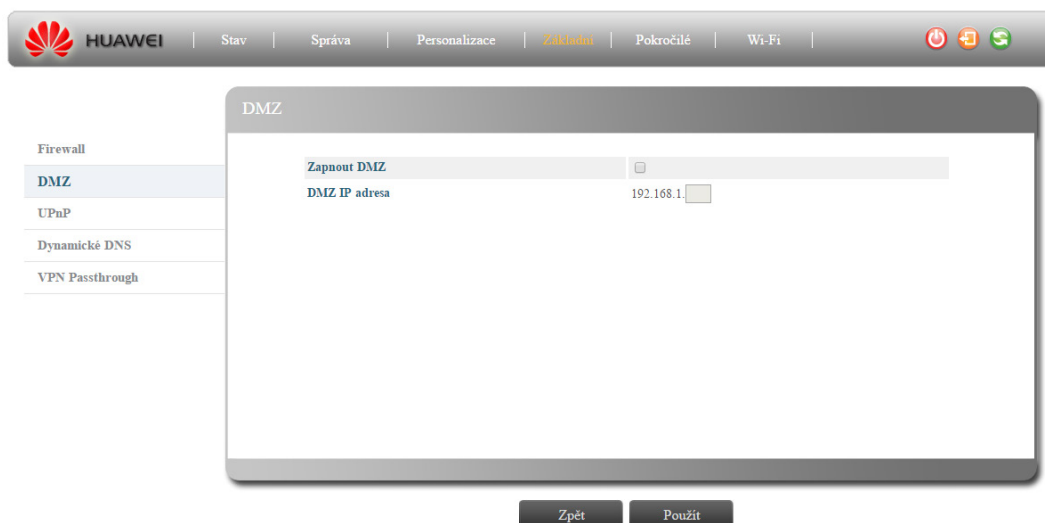 HUAWEI | Stav | Správa | Personalizace | Základní | Pokročilé | Wi-Fi |
DMZ
Firewall
DMZ
UPnP
Dynamické DNS
VPN Passthrough
Zapnout DMZ
DMZ IP adresa 192.168.1.
Zpět Použít